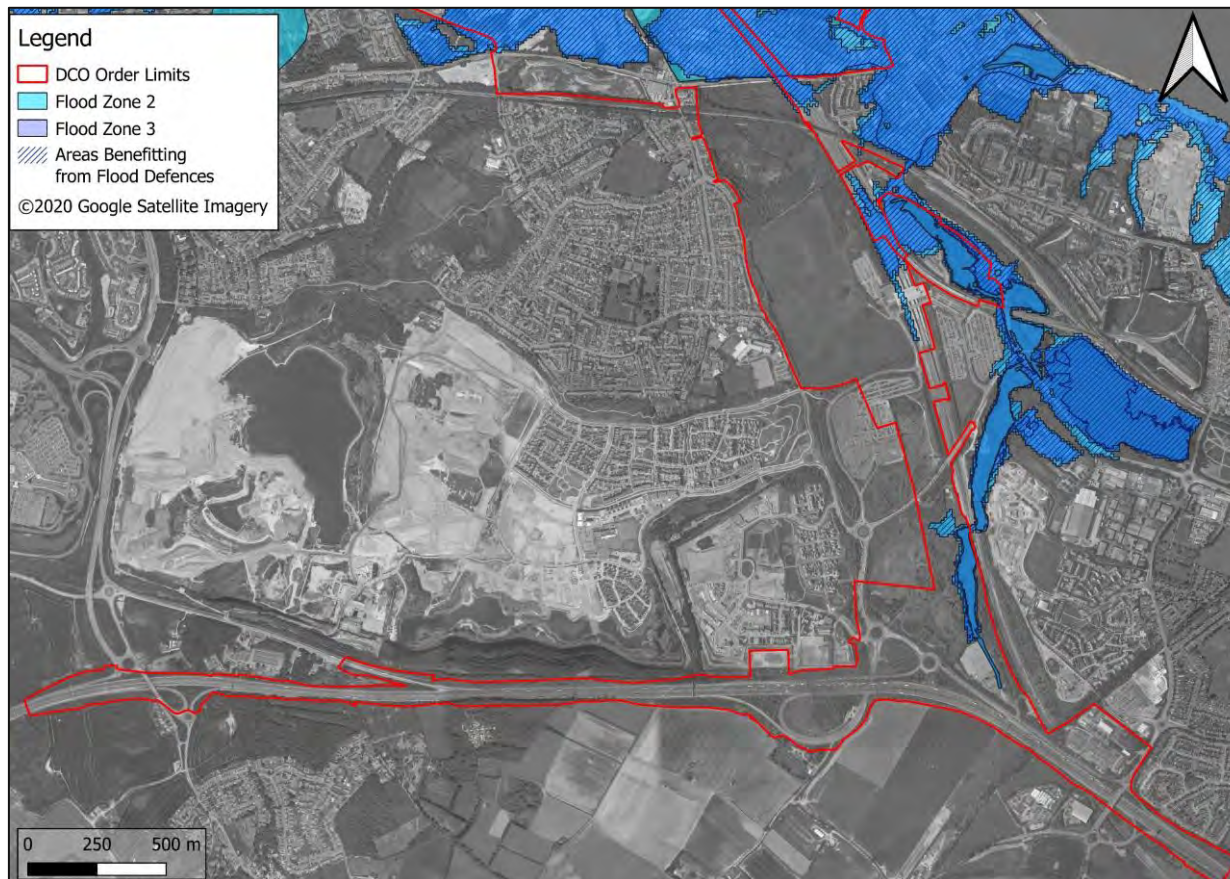 Legend
DCO Order Limits
Flood Zone 2
Flood Zone 3
Areas Benefitting
from Flood Defences
©2020 Google Satellite Imagery
0 250 500 m